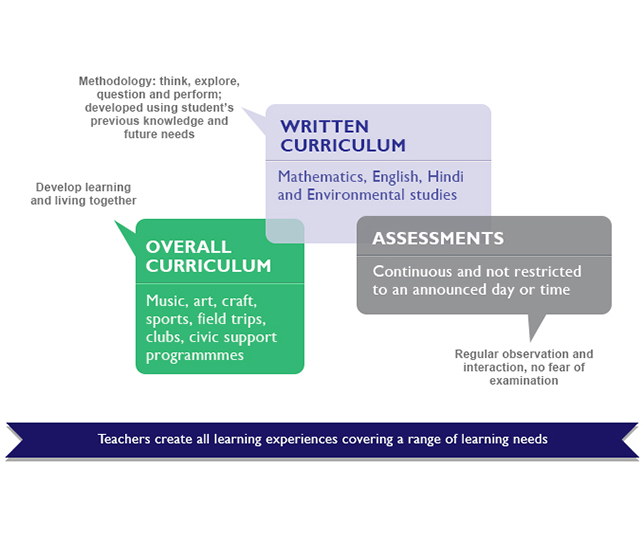 Methodology: think, explore,
question and perform;
developed using student's
previous knowledge and
future needs
WRITTEN
CURRICULUM
Mathematics, English, Hindi
and Environmental studies
Develop learning
and living together
OVERALL
CURRICULUM
Music, art, craft,
sports, field trips,
clubs, civic support
programmmes
ASSESSMENTS
Continuous and not restricted
to an announced day or time
Regular observation and
interaction, no fear of
examination
Teachers create all learning experiences covering a range of learning needs